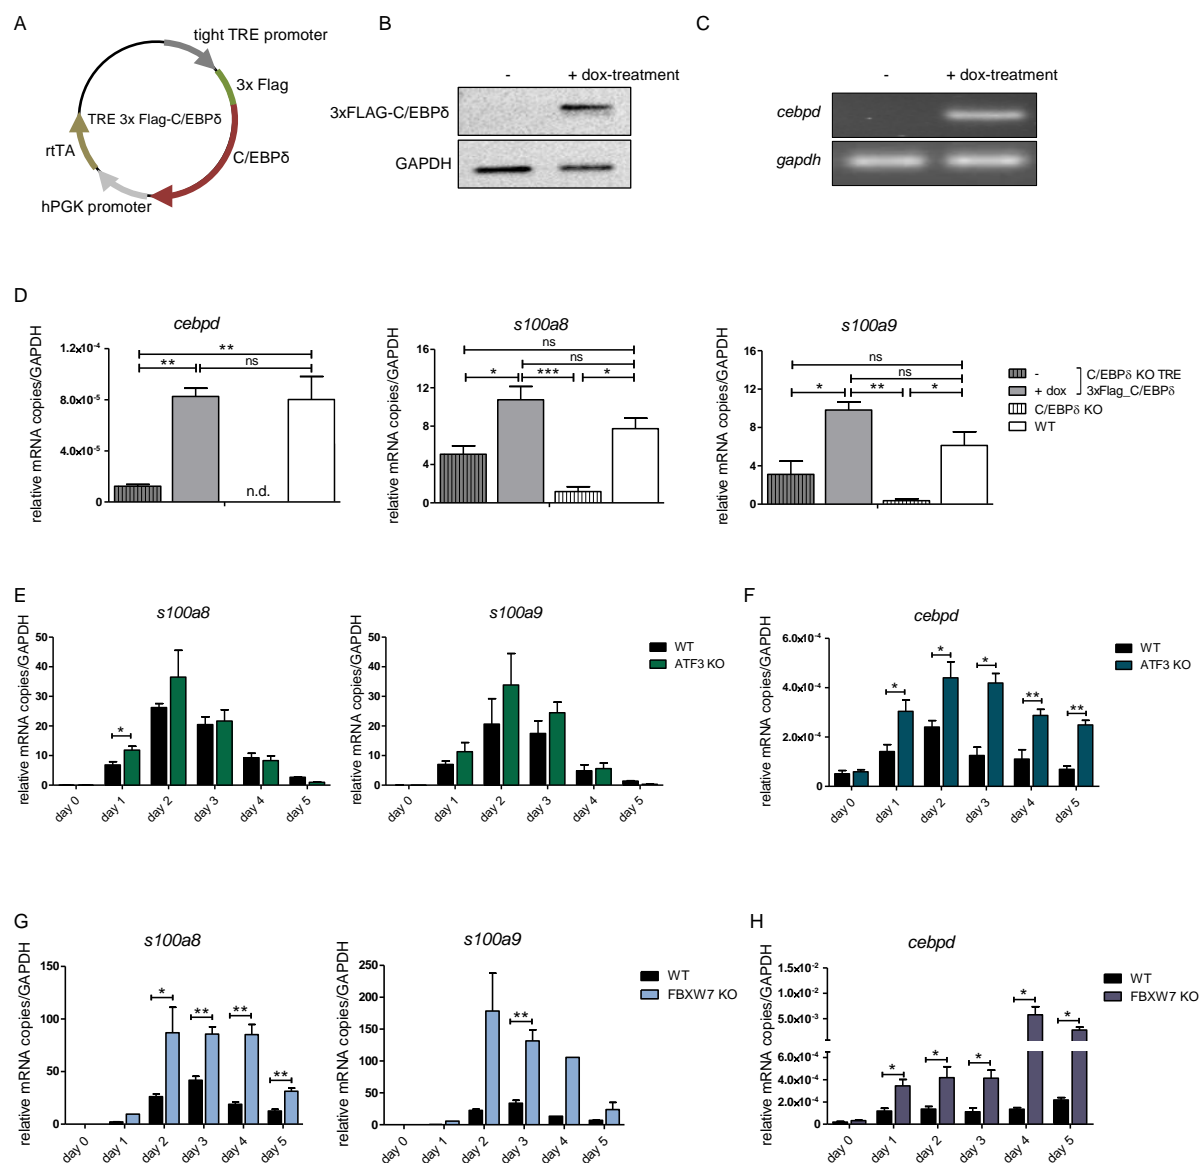 A
tight TRE promoter
3x Flag
TRE 3x Flag-C/EBPδ
rtTA
C/EBPδ
hPGK promoter
B
- + dox-treatment
3xFLAG-C/EBPδ
GAPDH
C
- + dox-treatment
cebpd
gapdh
D
cebpd
relative mRNA copies/GAPDH
1.2x10-4
8.0x10-5
4.0x10-5
0
**
** ns
n.d.
s100a8
relative mRNA copies/GAPDH
16
12
8
4
0
ns
ns
* *** *
s100a9
relative mRNA copies/GAPDH
16
12
8
4
0
ns
ns
* ** *
- C/EBPδ KO TRE
+ dox 3xFlag_C/EBPδ
C/EBPδ KO
WT
E
s100a8
relative mRNA copies/GAPDH
50
40
30
20
10
0
*
day 0 day 1 day 2 day 3 day 4 day 5
s100a9
relative mRNA copies/GAPDH
50
40
30
20
10
0
day 0 day 1 day 2 day 3 day 4 day 5
WT
ATF3 KO
F
cebpd
relative mRNA copies/GAPDH
6.0x10-4
4.0x10-4
2.0x10-4
0
* * * ** **
day 0 day 1 day 2 day 3 day 4 day 5
WT
ATF3 KO
G
s100a8
relative mRNA copies/GAPDH
150
100
50
0
* ** ** **
day 0 day 1 day 2 day 3 day 4 day 5
s100a9
relative mRNA copies/GAPDH
250
200
150
100
50
0
**
day 0 day 1 day 2 day 3 day 4 day 5
WT
FBXW7 KO
H
cebpd
relative mRNA copies/GAPDH
1.5x10-2
5.0x10-3
6.0x10-4
4.0x10-4
2.0x10-4
0
* * * * *
day 0 day 1 day 2 day 3 day 4 day 5
WT
FBXW7 KO